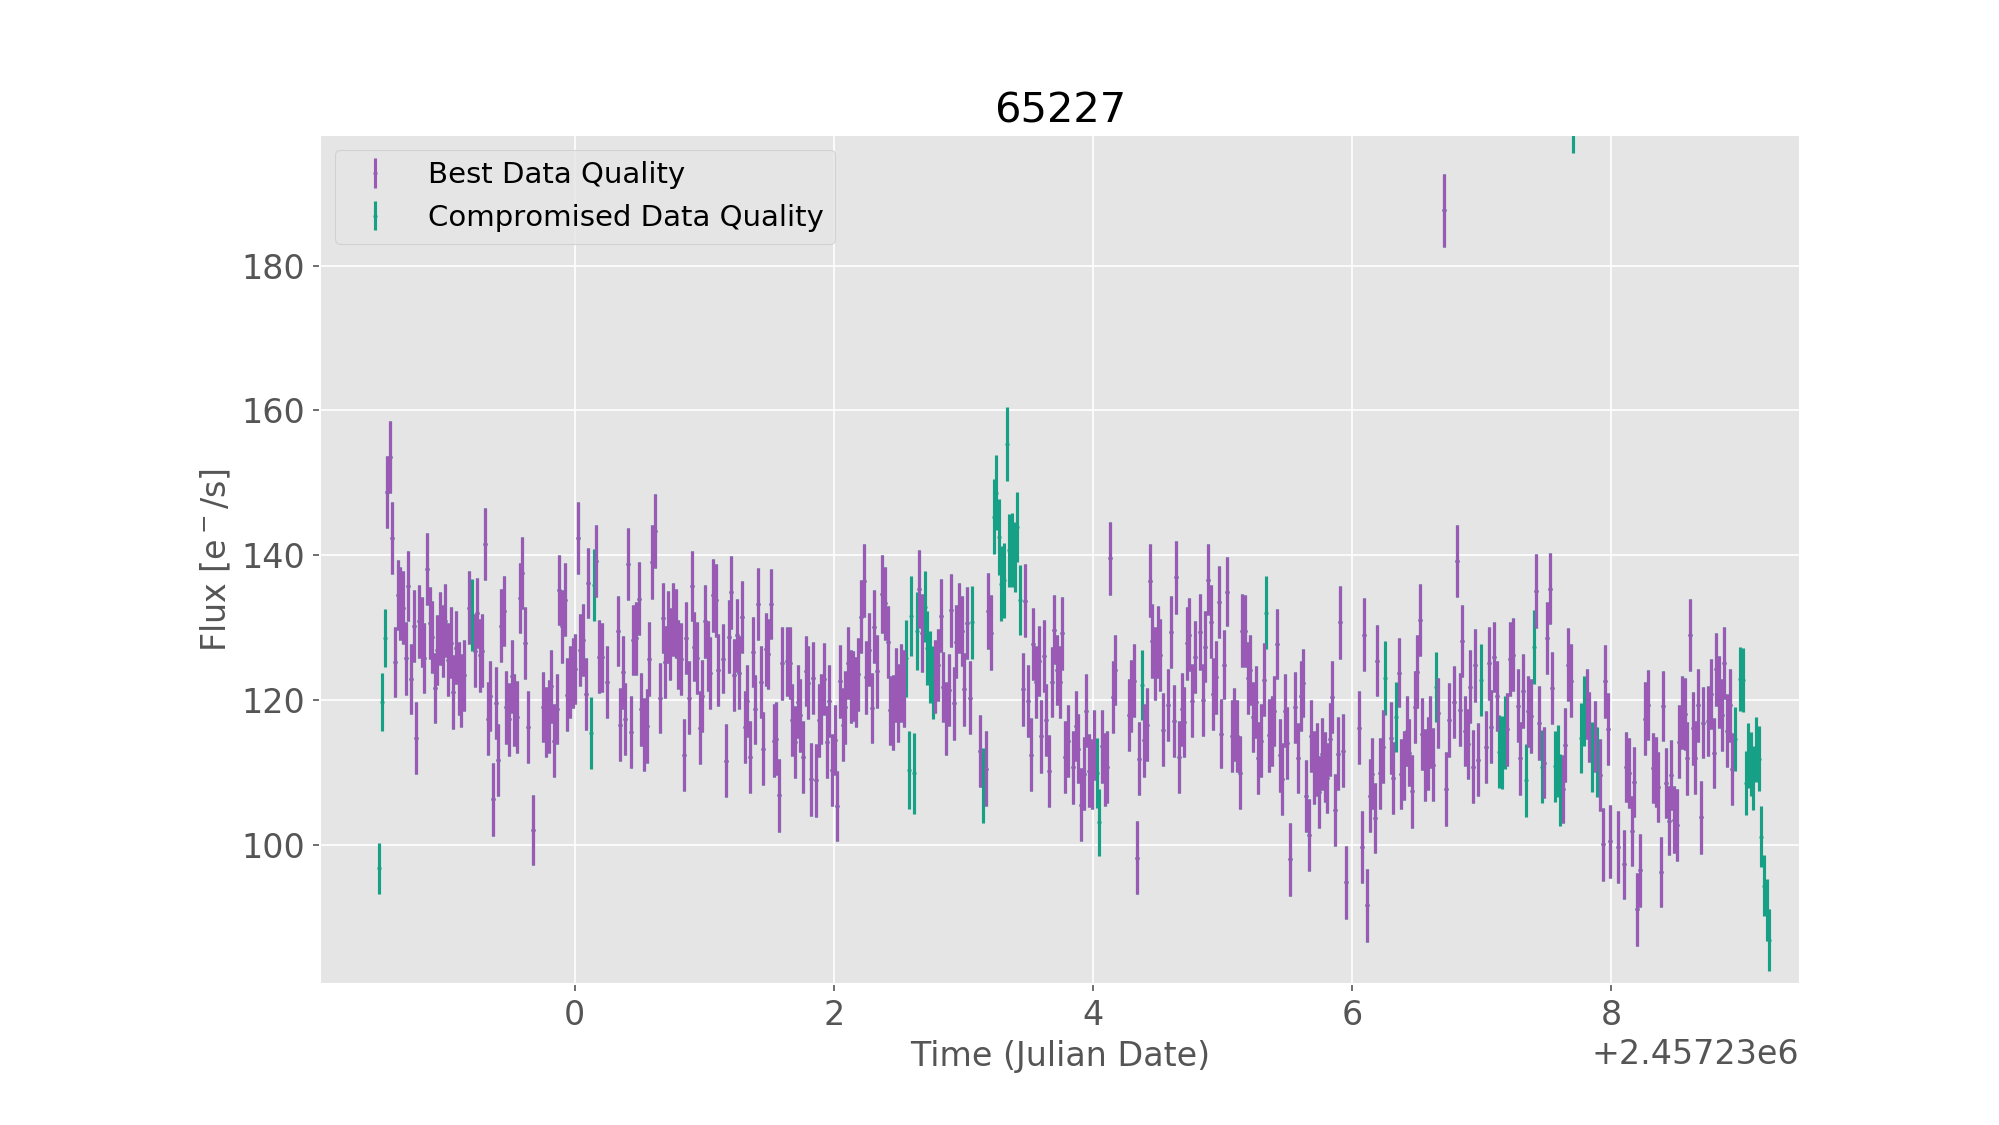 65227
Best Data Quality
Compromised Data Quality
180
160
140
120
100
Flux [e⁻/s]
0 2 4 6 8
+2.45723e6
Time (Julian Date)